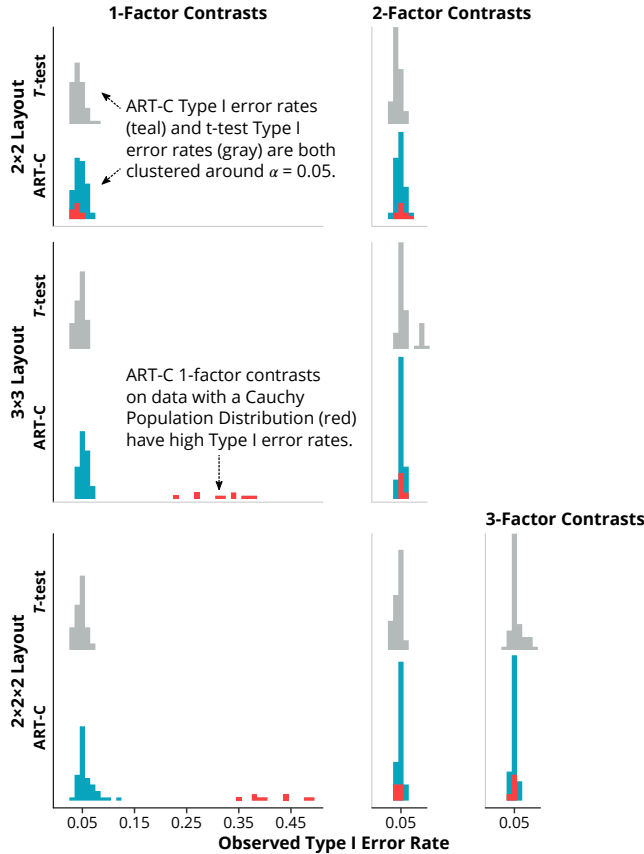 1-Factor Contrasts
2-Factor Contrasts
2×2 Layout
T-test
ART-C
ART-C Type I error rates
(teal) and t-test Type I
error rates (gray) are both
clustered around α = 0.05.
3×3 Layout
T-test
ART-C
ART-C 1-factor contrasts
on data with a Cauchy
Population Distribution (red)
have high Type I error rates.
3-Factor Contrasts
2×2×2 Layout
T-test
ART-C
0.05 0.15 0.25 0.35 0.45 0.05 0.05
Observed Type I Error Rate